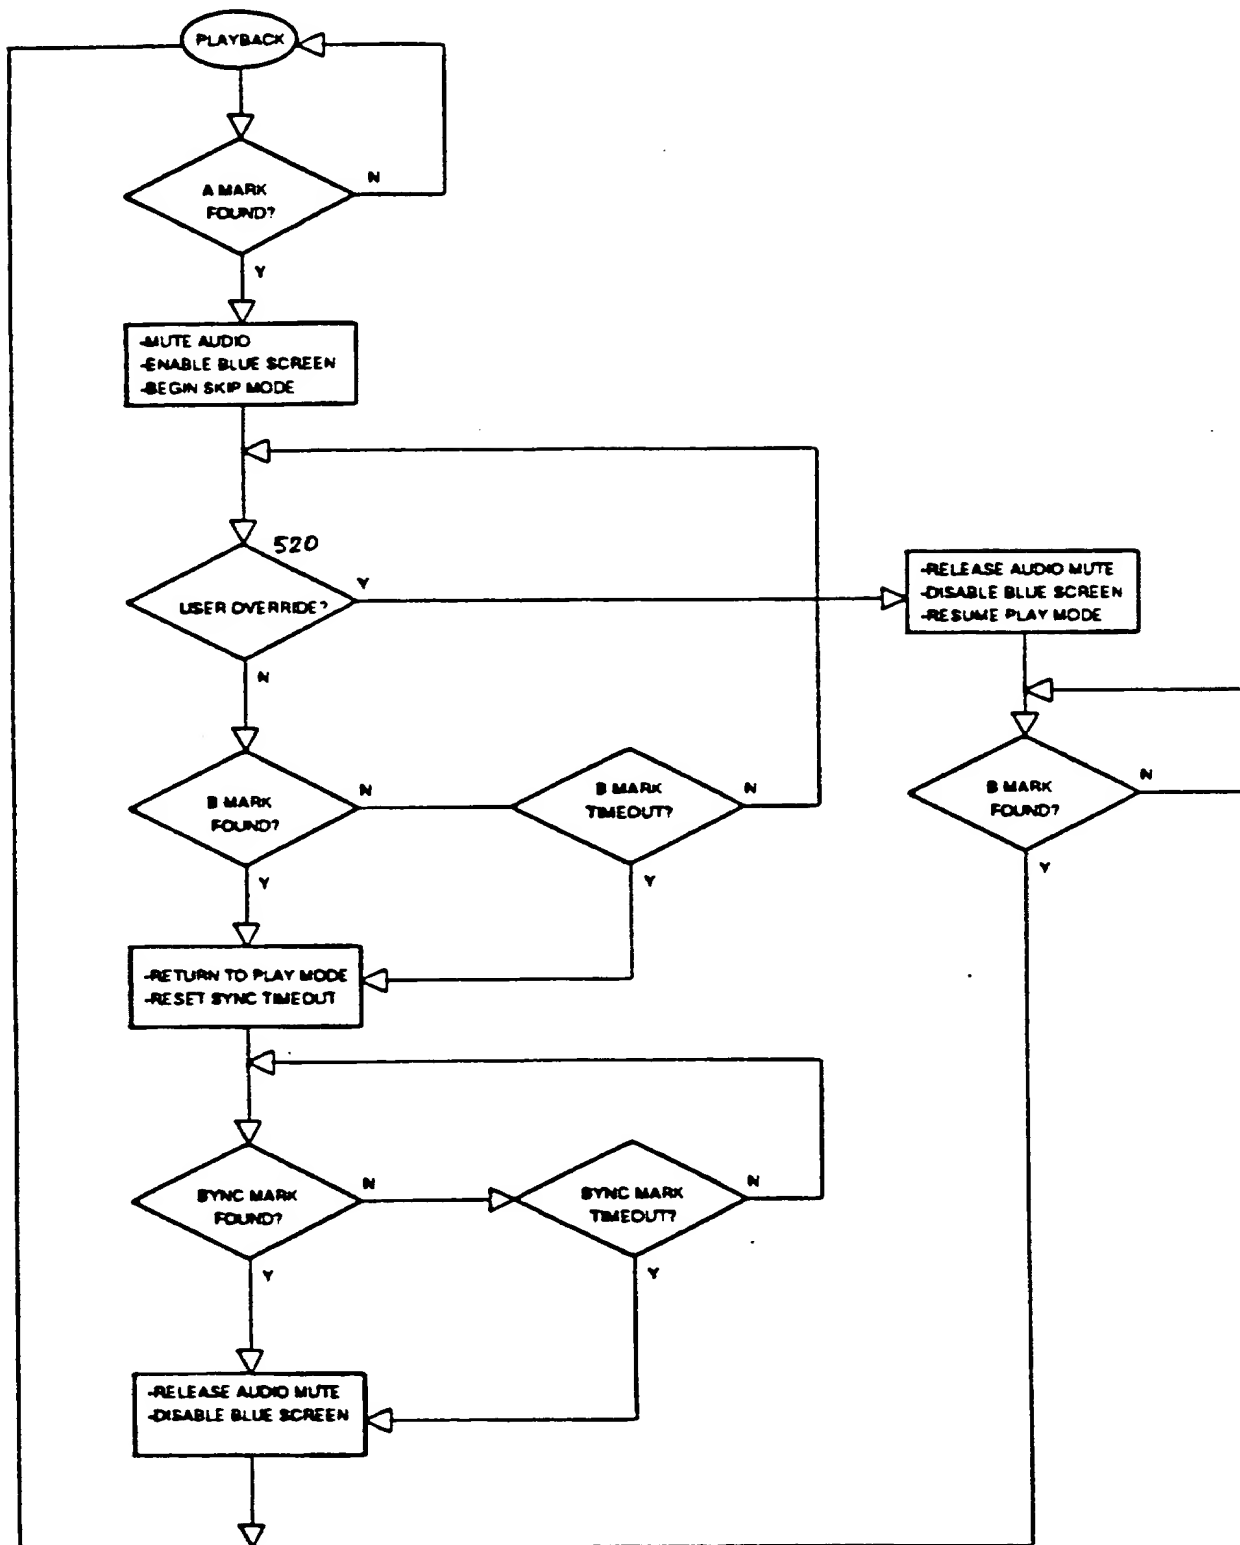 PLAYBACK
N
A MARK
FOUND?
Y
-MUTE AUDIO
-ENABLE BLUE SCREEN
-BEGIN SKIP MODE
520
Y
USER OVERRIDE?
N
-RELEASE AUDIO MUTE
-DISABLE BLUE SCREEN
-RESUME PLAY MODE
B MARK
FOUND?
N
Y
B MARK
TIMEOUT?
N
Y
B MARK
FOUND?
N
Y
-RETURN TO PLAY MODE
-RESET SYNC TIMEOUT
SYNC MARK
FOUND?
N
Y
SYNC MARK
TIMEOUT?
N
Y
-RELEASE AUDIO MUTE
-DISABLE BLUE SCREEN